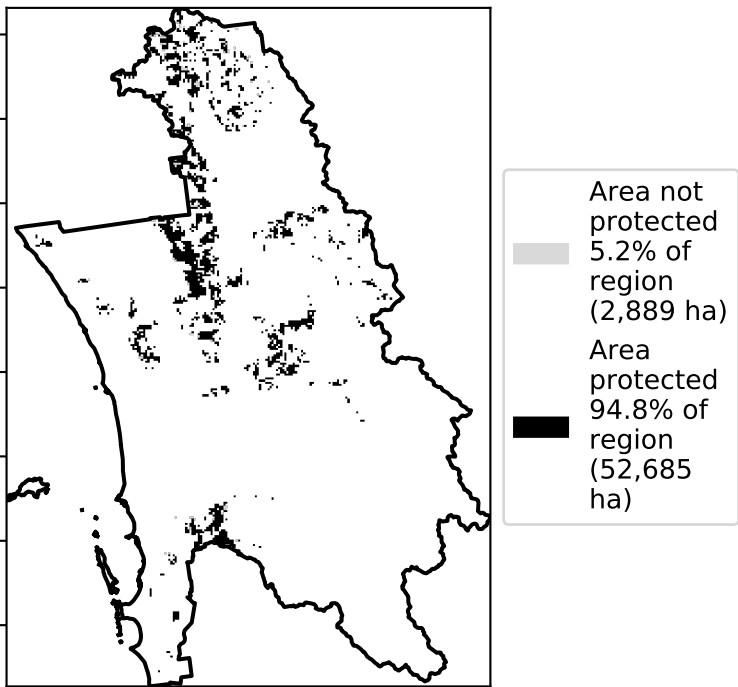 Area not
protected
5.2% of
region
(2,889 ha)
Area
protected
94.8% of
region
(52,685
ha)